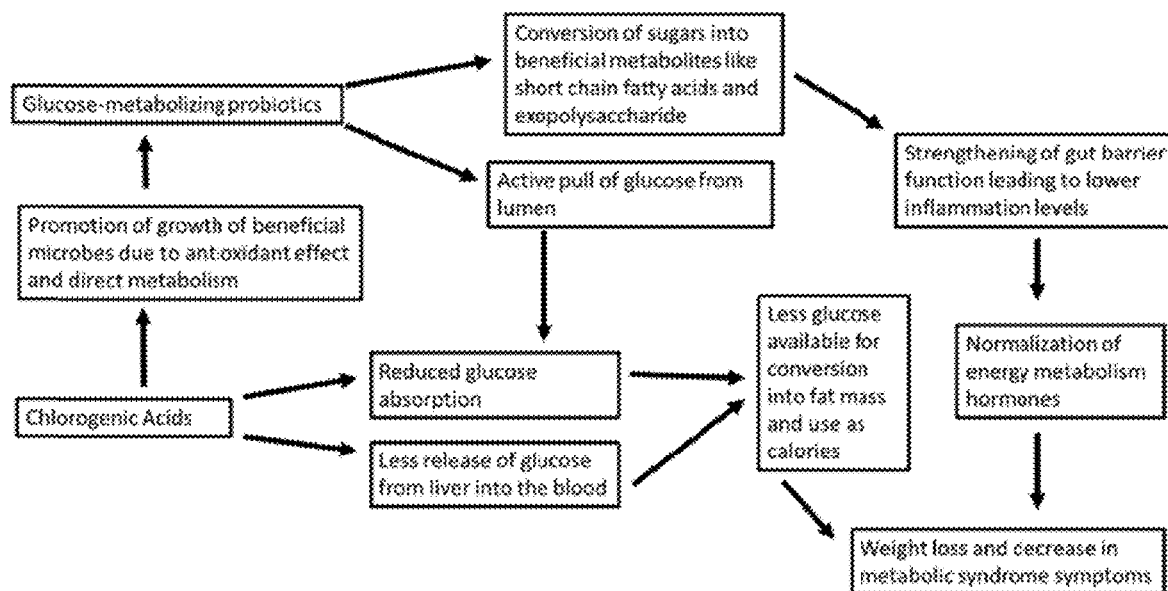 Conversion of sugars into
beneficial metabolites like
short chain fatty acids and
exopolysaccharide
Glucose-metabolizing probiotics
Active pull of glucose from
lumen
Strengthening of gut barrier
function leading to lower
inflammation levels
Promotion of growth of beneficial
microbes due to antioxidant effect
and direct metabolism
Less glucose
available for
conversion
into fat mass
and use as
calories
Normalization of
energy metabolism
hormones
Reduced glucose
absorption
Chlorogenic Acids
Less release of glucose
from liver into the blood
Weight loss and decrease in
metabolic syndrome symptoms